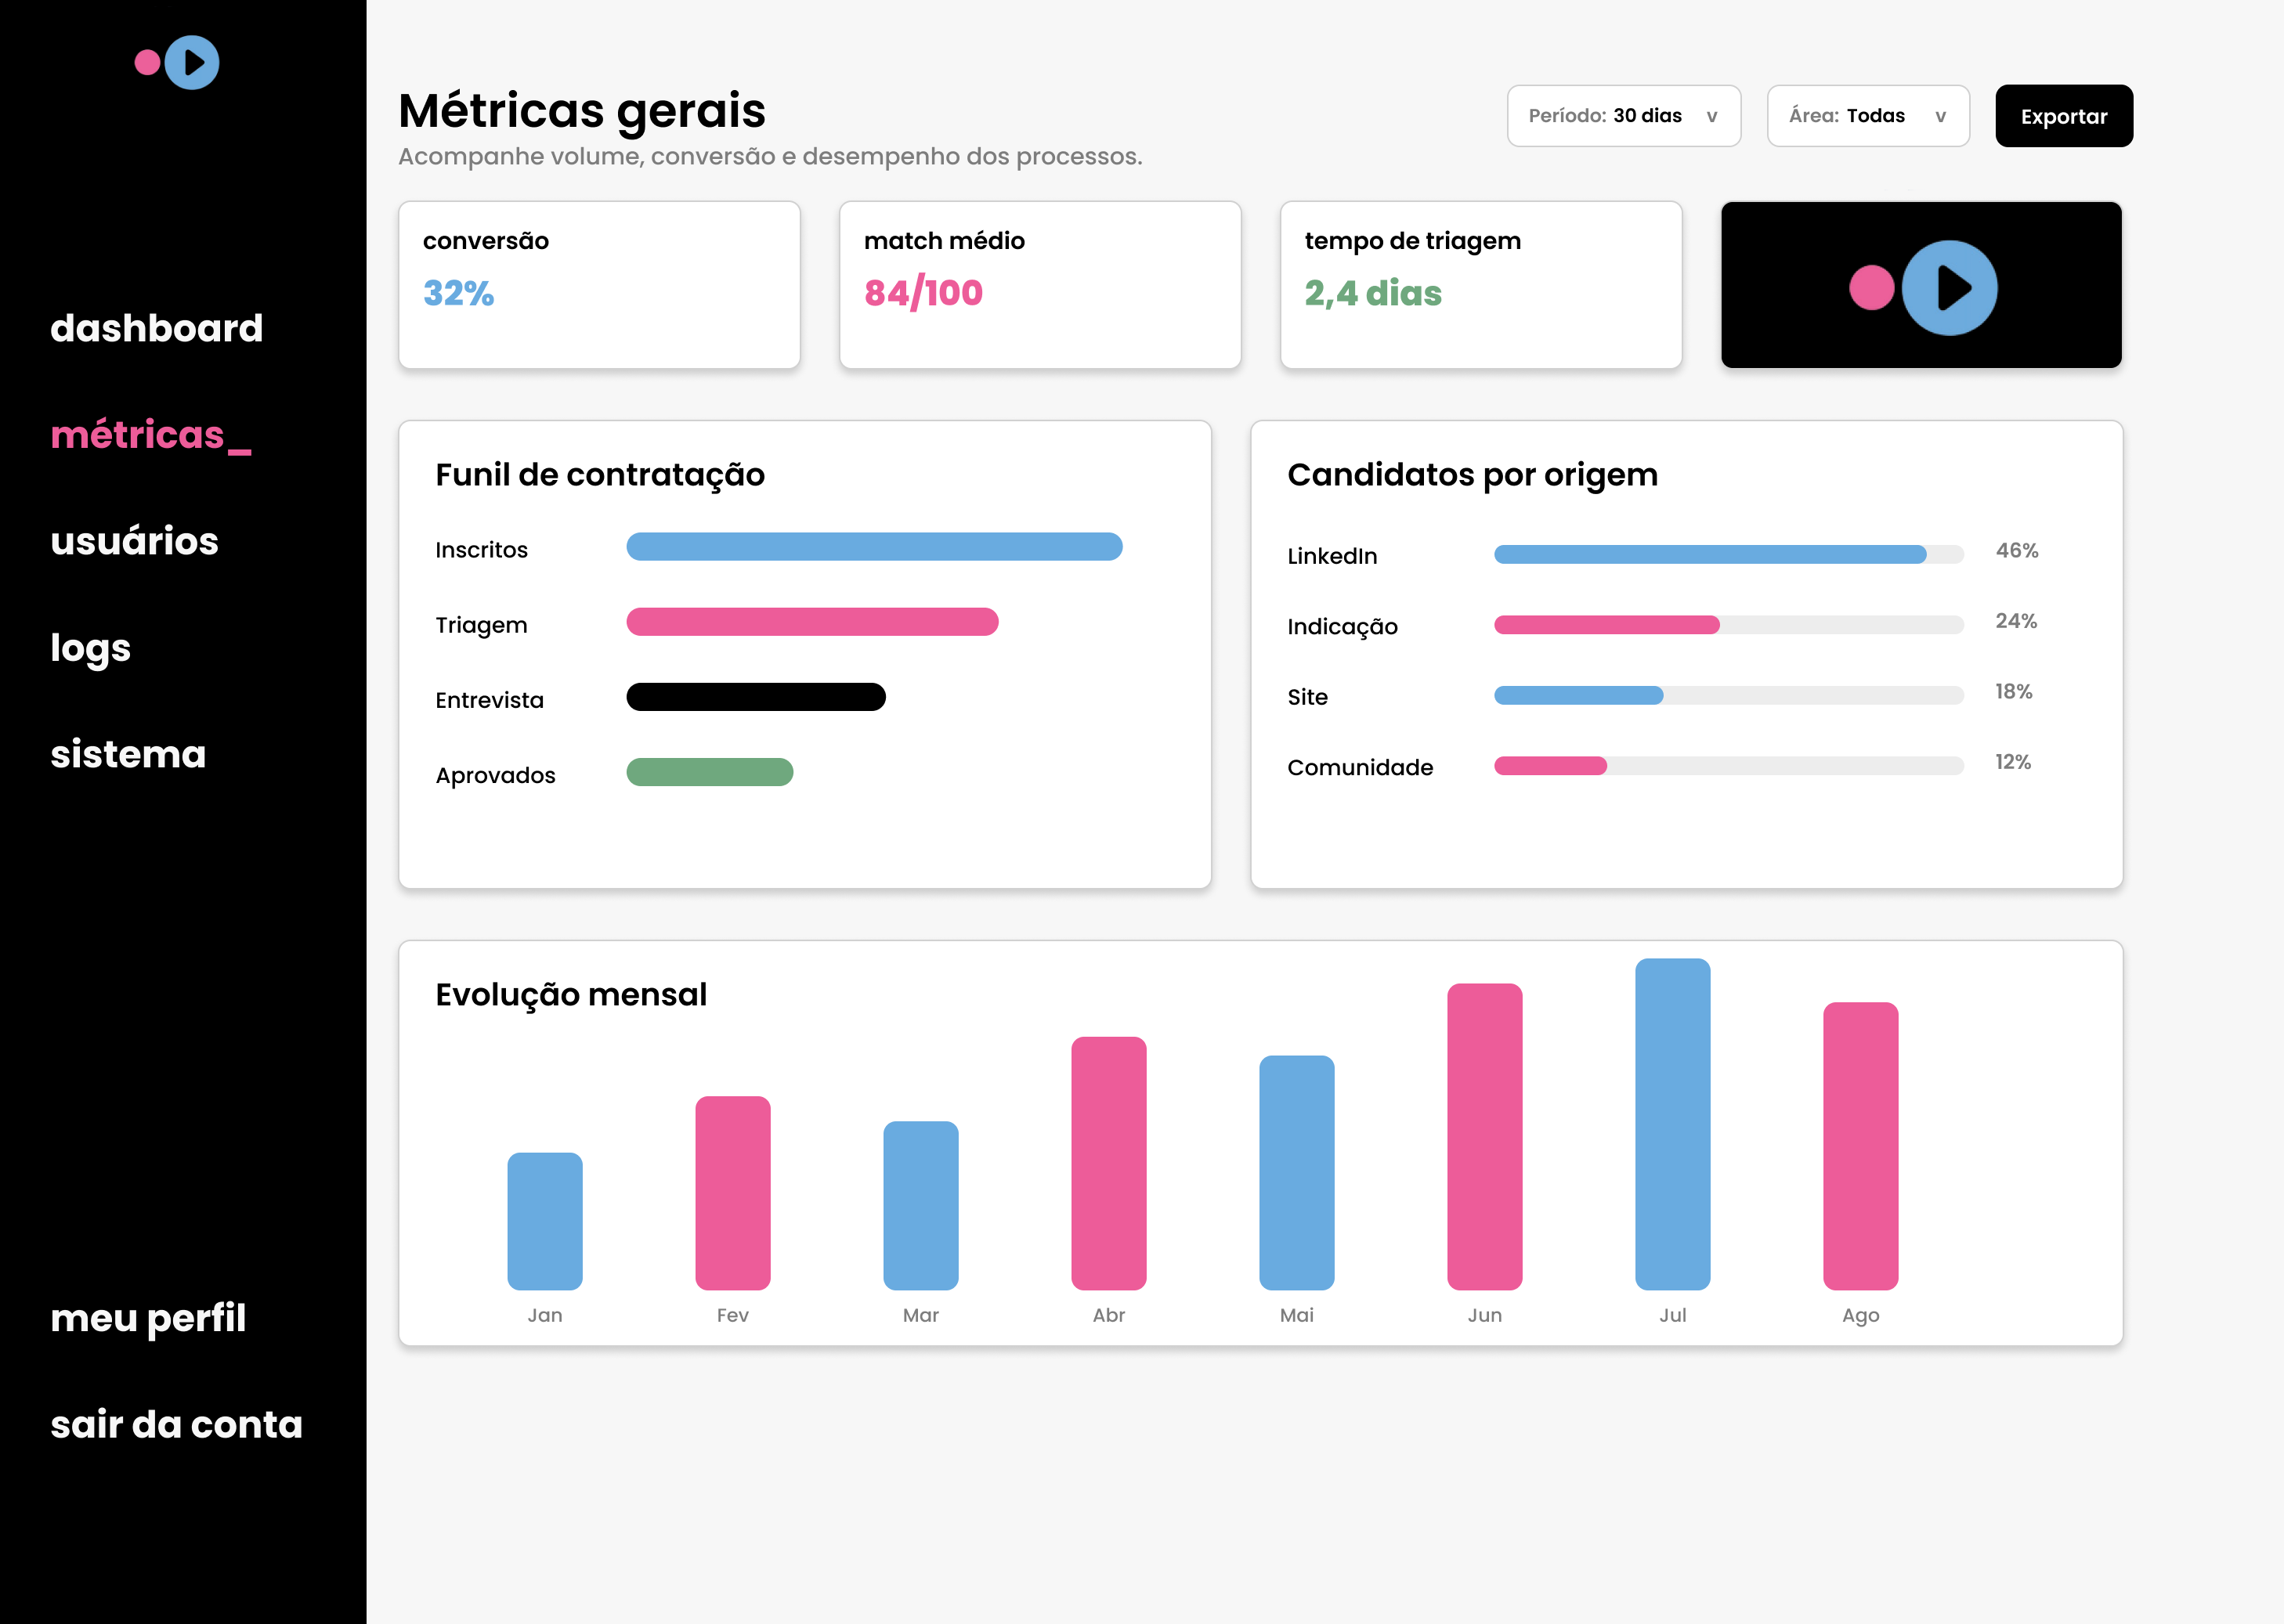 dashboard
métricas_
usuários
logs
sistema
meu perfil
sair da conta
Métricas gerais
Acompanhe volume, conversão e desempenho dos processos.
Período: 30 dias v
Área: Todas v
Exportar
conversão
32%
match médio
84/100
tempo de triagem
2,4 dias
Funil de contratação
Inscritos
Triagem
Entrevista
Aprovados
Candidatos por origem
LinkedIn 46%
Indicação 24%
Site 18%
Comunidade 12%
Evolução mensal
Jan Fev Mar Abr Mai Jun Jul Ago